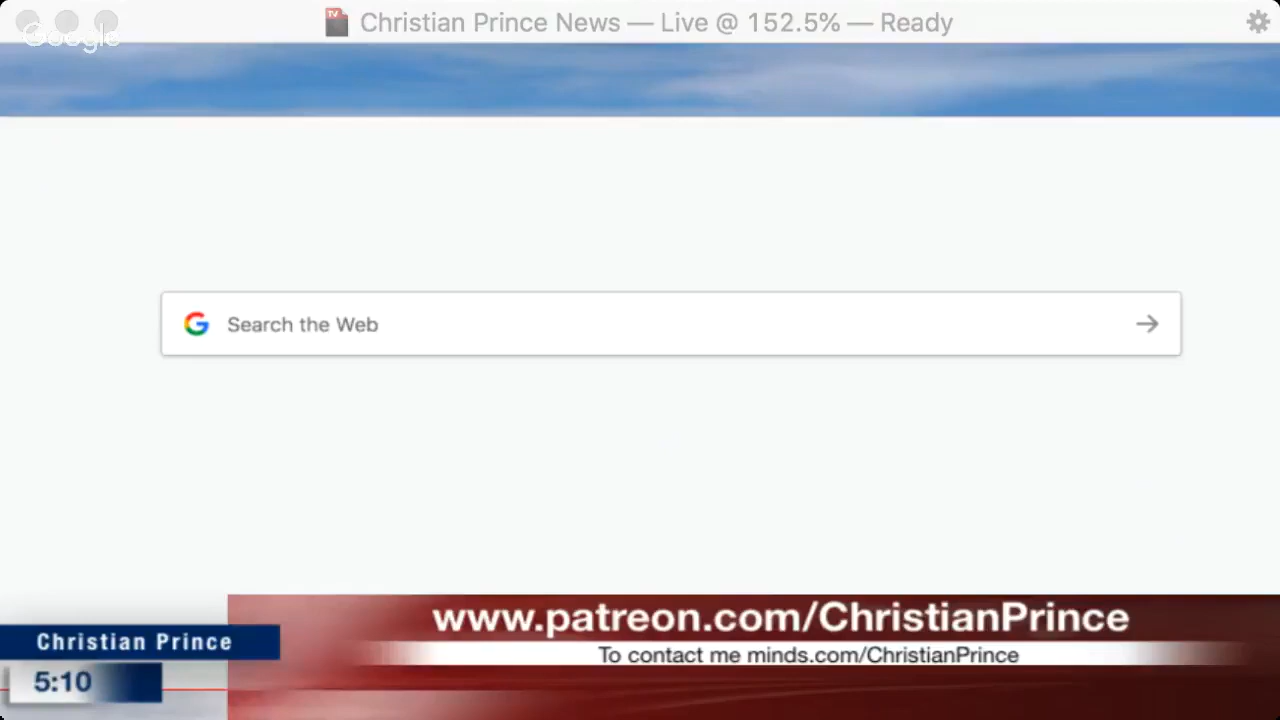 Christian Prince News — Live @ 152.5% — Ready
Google
TV
Search the Web
www.patreon.com/ChristianPrince
To contact me minds.com/ChristianPrince
Christian Prince
5:10